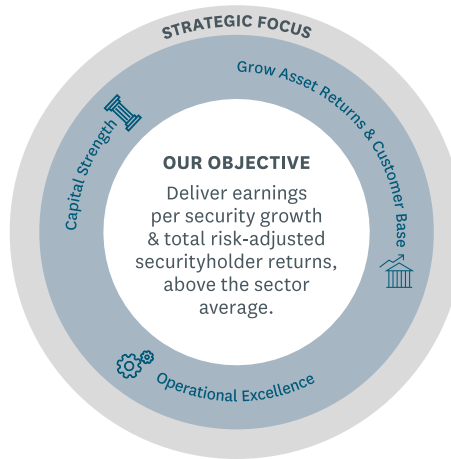 STRATEGIC FOCUS
Grow Asset Returns & Customer Base
Capital Strength
OUR OBJECTIVE
Deliver earnings
per security growth
& total risk-adjusted
securityholder returns,
above the sector
average.
Operational Excellence